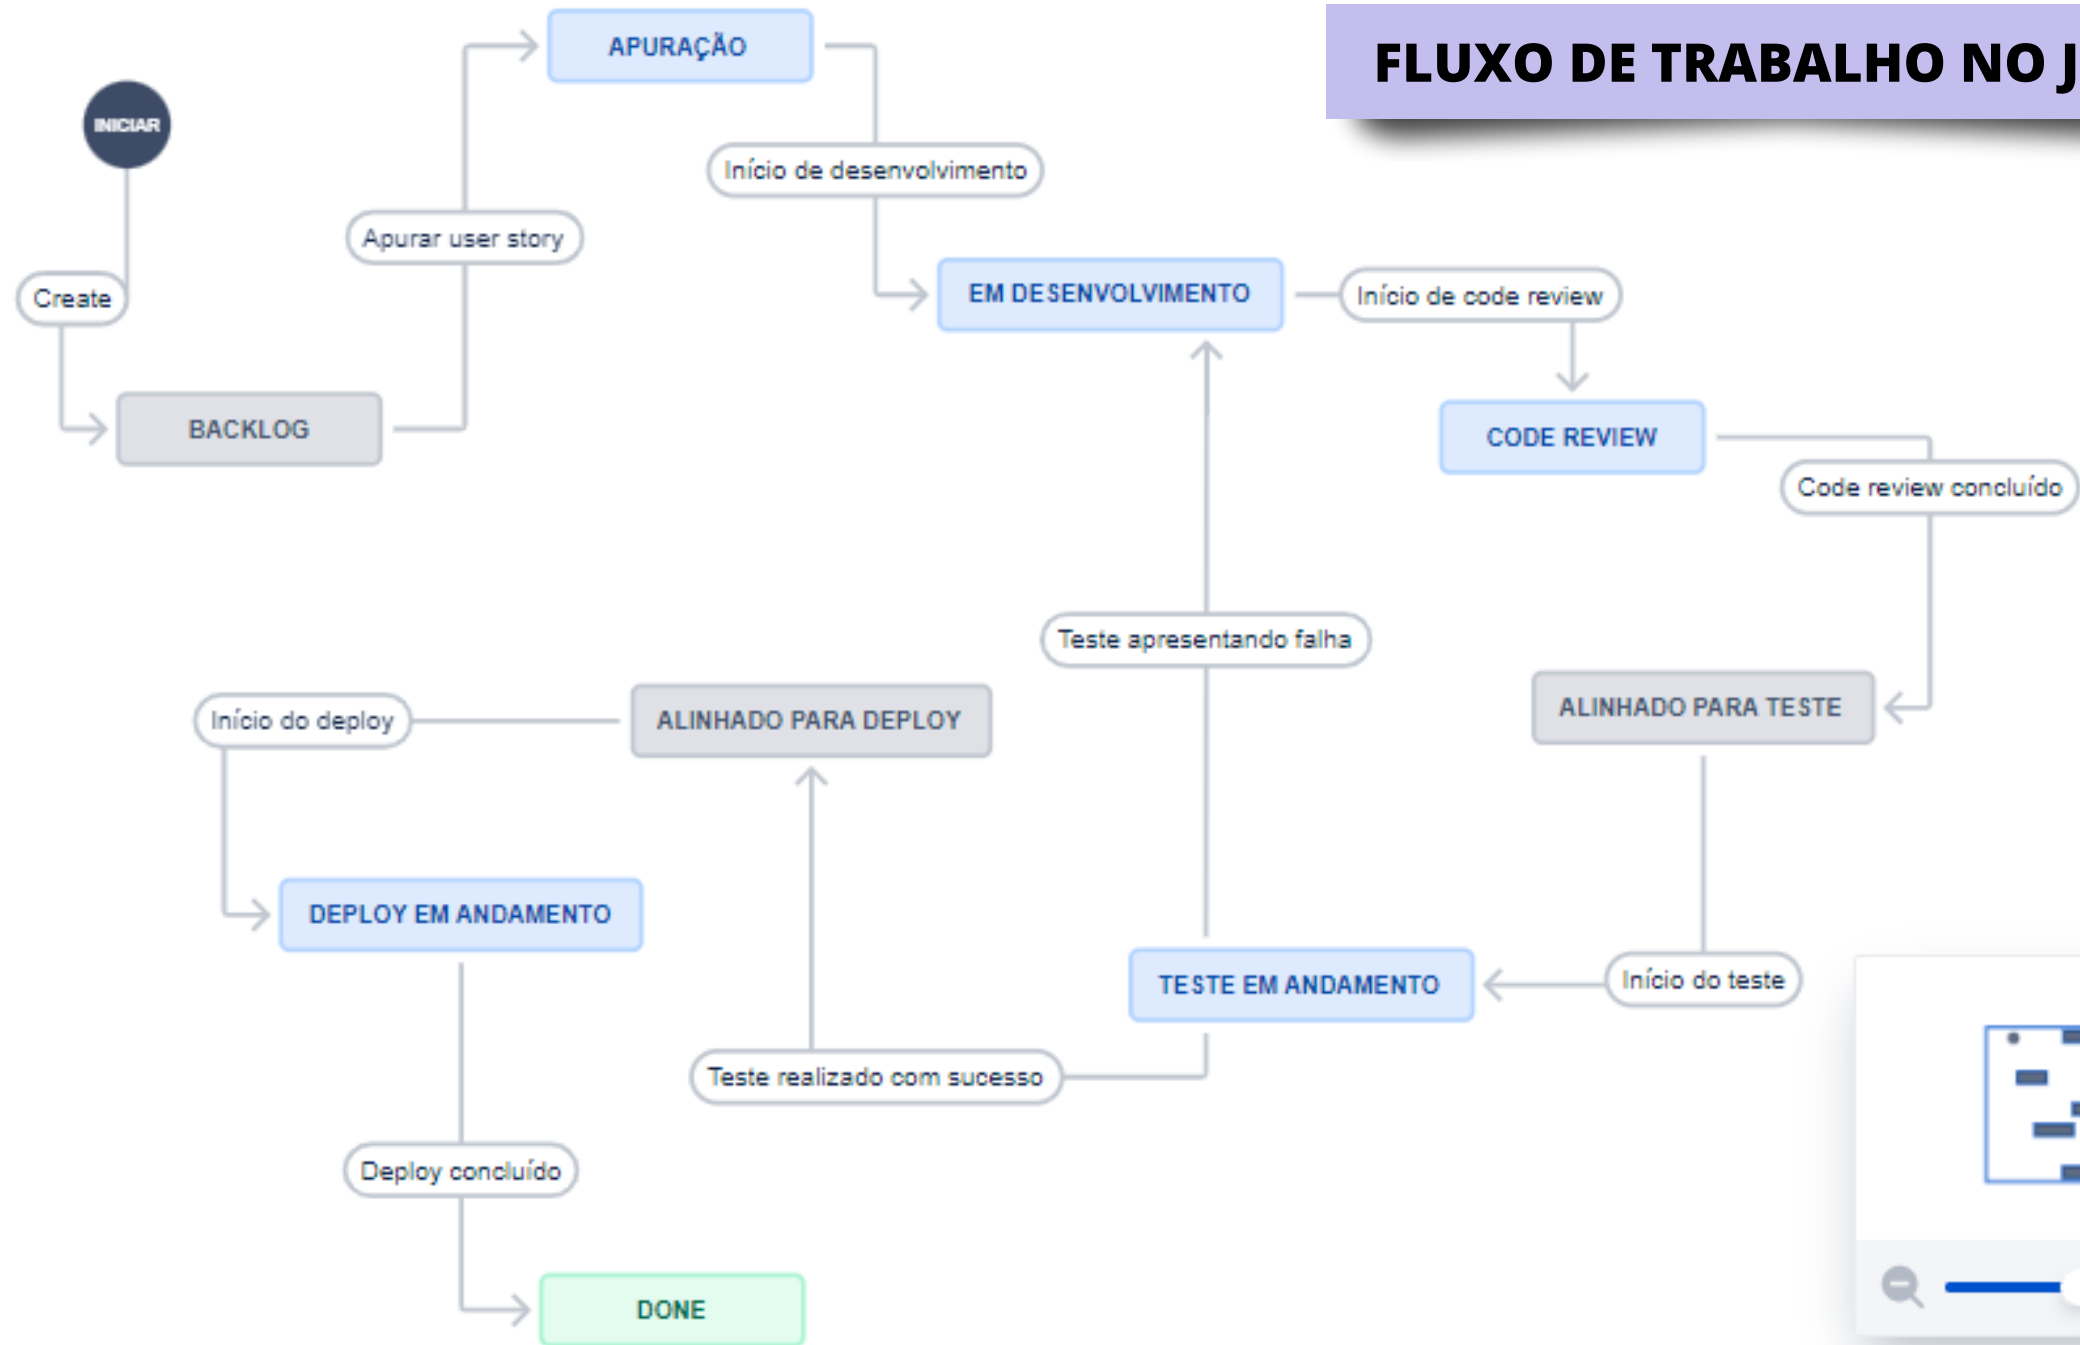 FLUXO DE TRABALHO NO J
APURAÇÃO
INICIAR
Início de desenvolvimento
Apurar user story
Create
EM DESENVOLVIMENTO
Início de code review
BACKLOG
CODE REVIEW
Code review concluído
Teste apresentando falha
Início do deploy
ALINHADO PARA DEPLOY
ALINHADO PARA TESTE
DEPLOY EM ANDAMENTO
TESTE EM ANDAMENTO
Início do teste
Teste realizado com sucesso
Deploy concluído
DONE